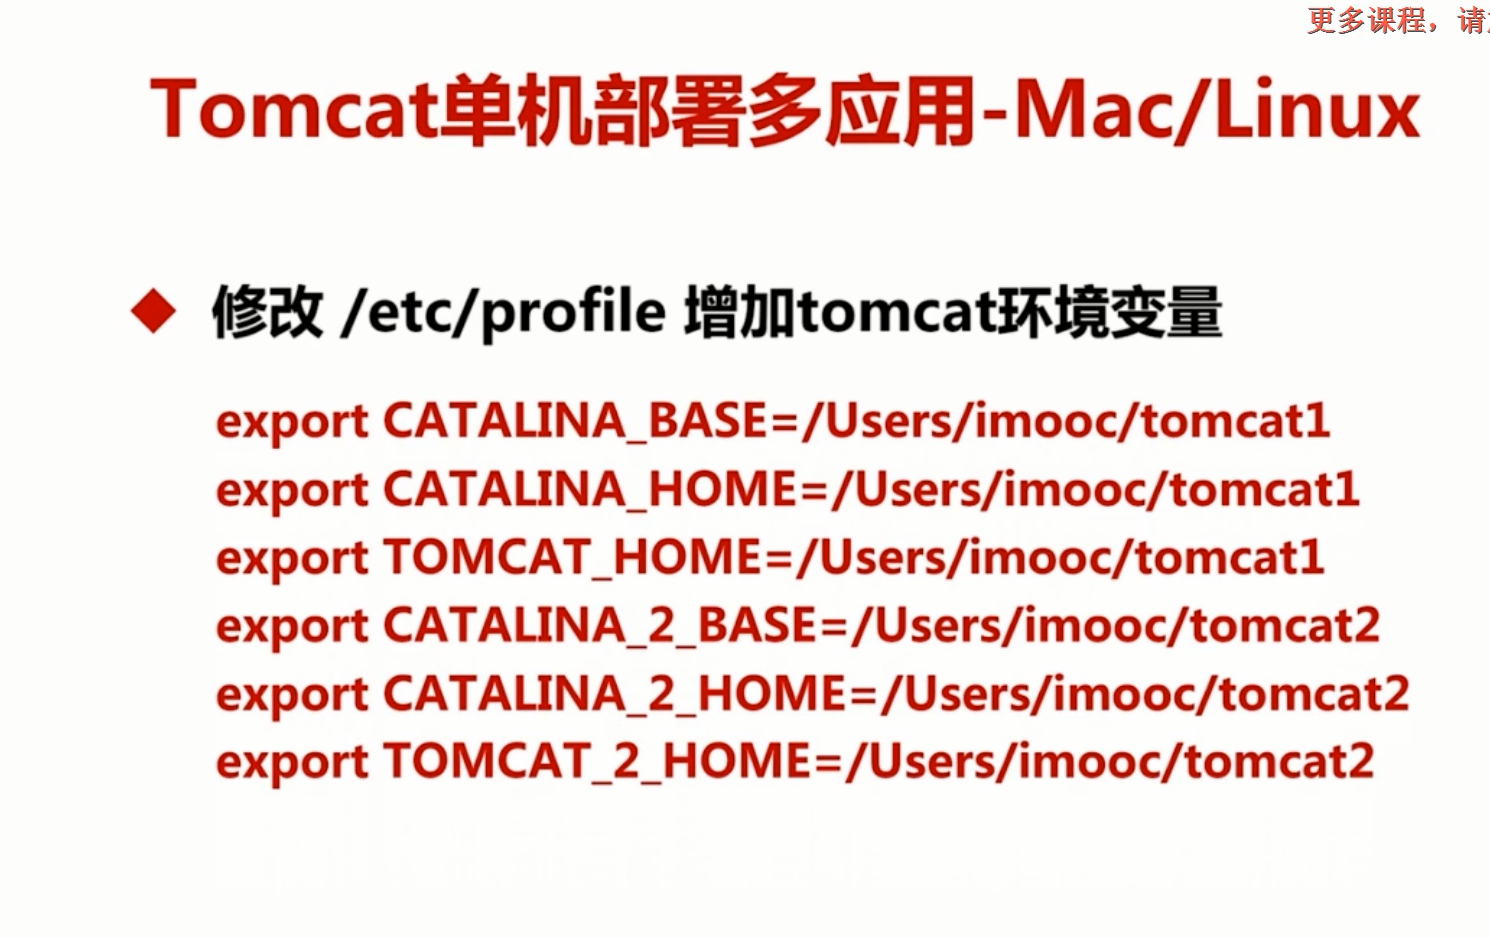 更多课程，请
Tomcat单机部署多应用-Mac/Linux
修改 /etc/profile 增加tomcat环境变量
export CATALINA_BASE=/Users/imooc/tomcat1
export CATALINA_HOME=/Users/imooc/tomcat1
export TOMCAT_HOME=/Users/imooc/tomcat1
export CATALINA_2_BASE=/Users/imooc/tomcat2
export CATALINA_2_HOME=/Users/imooc/tomcat2
export TOMCAT_2_HOME=/Users/imooc/tomcat2